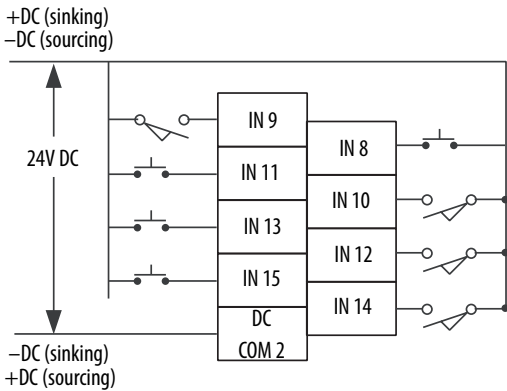 +DC (sinking)
–DC (sourcing)
24V DC
IN 9
IN 11
IN 13
IN 15
DC
COM 2
IN 8
IN 10
IN 12
IN 14
–DC (sinking)
+DC (sourcing)